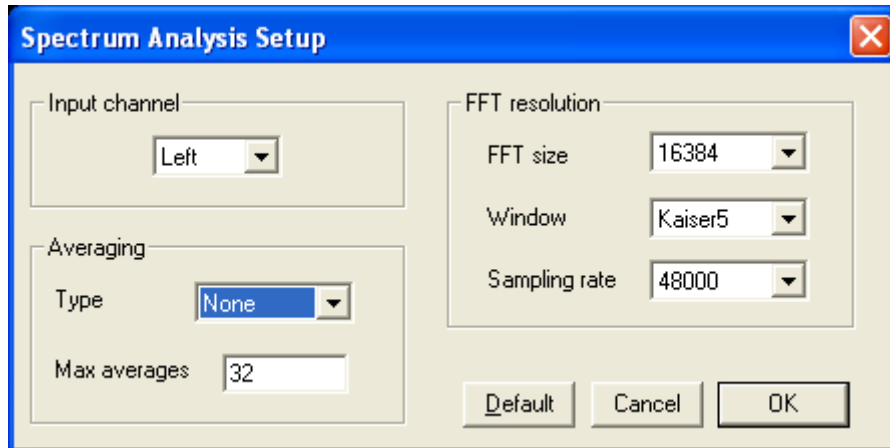 Spectrum Analysis Setup
Input channel
Left
Averaging
Type None
Max averages 32
FFT resolution
FFT size 16384
Window Kaiser5
Sampling rate 48000
Default Cancel OK